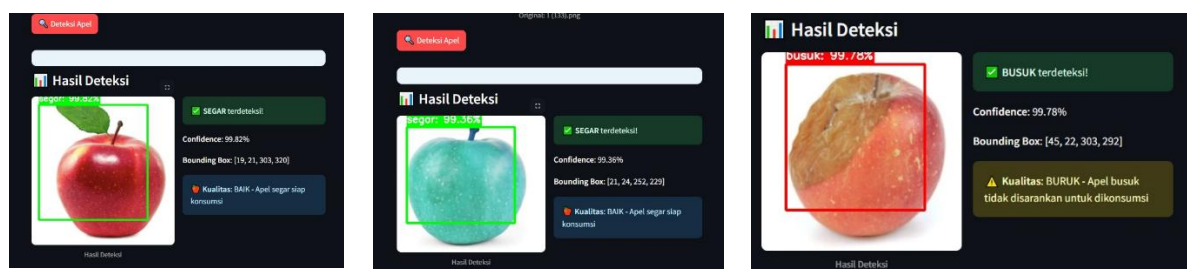 Deteksi Apel
Hasil Deteksi
segar: 99.82%
SEGAR terdeteksi!
Confidence: 99.82%
Bounding Box: [19, 21, 303, 320]
Kualitas: BAIK - Apel segar siap
konsumsi
Hasil Deteksi
Original: 1 (133).png
Deteksi Apel
Hasil Deteksi
segar: 99.36%
SEGAR terdeteksi!
Confidence: 99.36%
Bounding Box: [21, 24, 252, 229]
Kualitas: BAIK - Apel segar siap
konsumsi
Hasil Deteksi
Hasil Deteksi
busuk: 99.78%
BUSUK terdeteksi!
Confidence: 99.78%
Bounding Box: [45, 22, 303, 292]
Kualitas: BURUK - Apel busuk
tidak disarankan untuk dikonsumsi
Hasil Deteksi